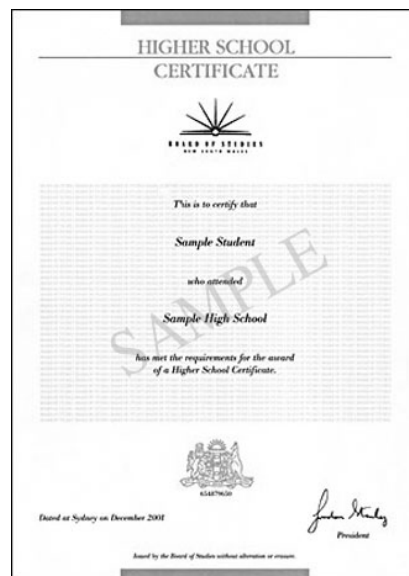 HIGHER SCHOOL
CERTIFICATE
BOARD OF STUDIES
NEW SOUTH WALES
This is to certify that
Sample Student
who attended
Sample High School
SAMPLE
has met the requirements for the award
of a Higher School Certificate.
654879650
Dated at Sydney on December 2001
President
Issued by the Board of Studies without alteration or erasure.